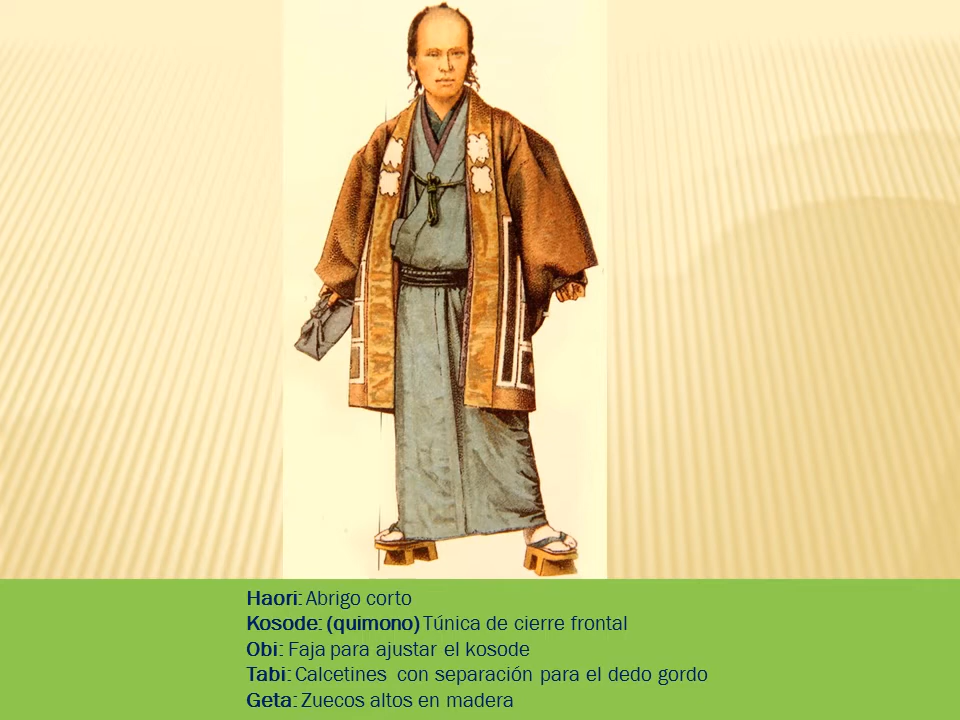 Haori: Abrigo corto
Kosode: (quimono) Túnica de cierre frontal
Obi: Faja para ajustar el kosode
Tabi: Calcetines con separación para el dedo gordo
Geta: Zuecos altos en madera